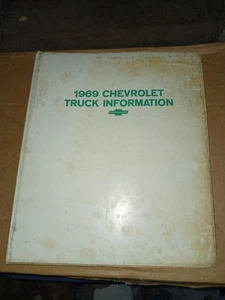 1969 CHEVROLET
TRUCK INFORMATION